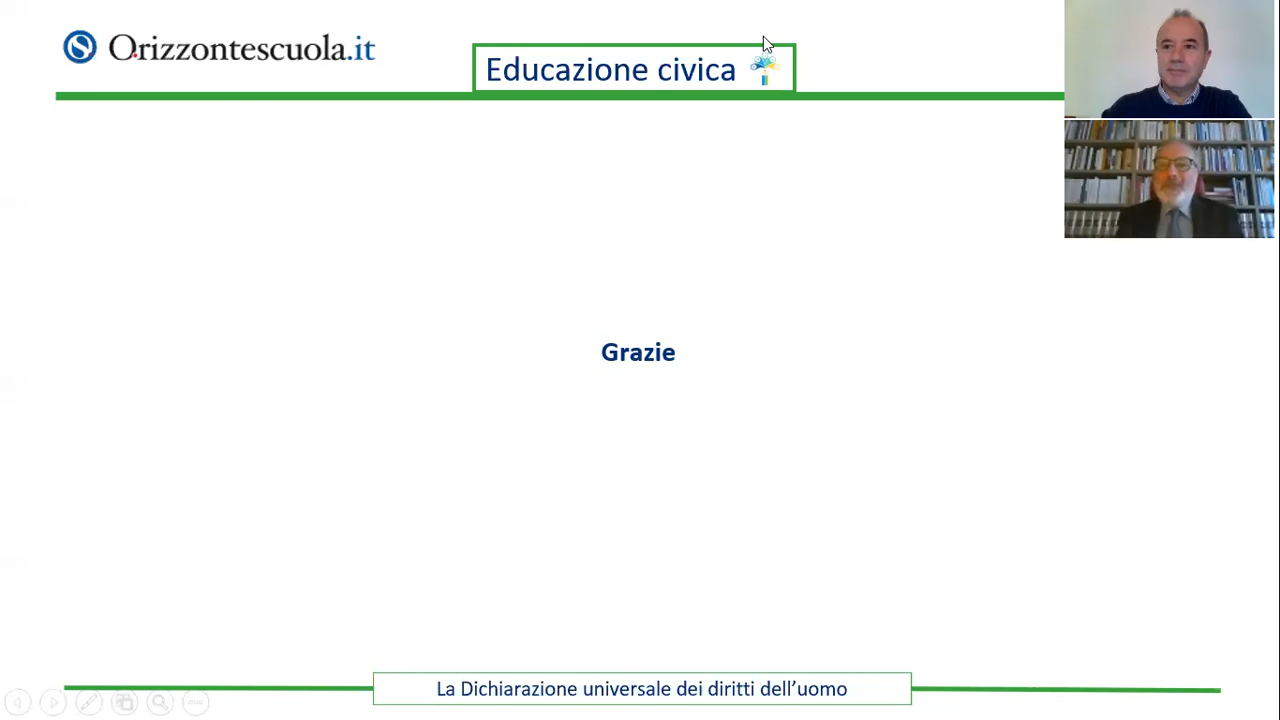 Orizzontescuola.it
Educazione civica
Grazie
La Dichiarazione universale dei diritti dell’uomo